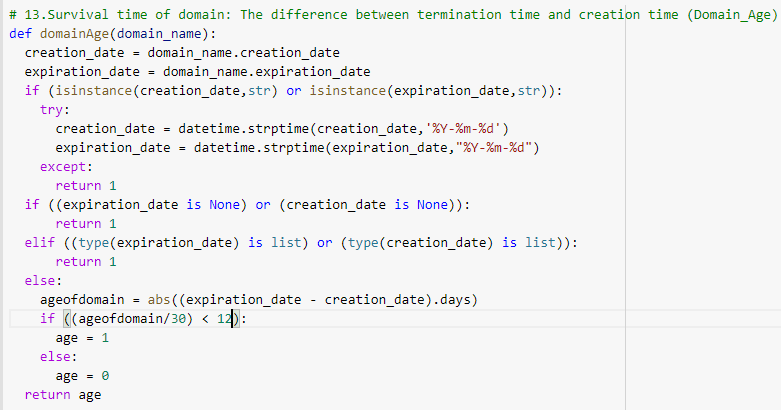 # 13.Survival time of domain: The difference between termination time and creation time (Domain_Age)
def domainAge(domain_name):
  creation_date = domain_name.creation_date
  expiration_date = domain_name.expiration_date
  if (isinstance(creation_date,str) or isinstance(expiration_date,str)):
    try:
      creation_date = datetime.strptime(creation_date,'%Y-%m-%d')
      expiration_date = datetime.strptime(expiration_date,"%Y-%m-%d")
    except:
      return 1
  if ((expiration_date is None) or (creation_date is None)):
      return 1
  elif ((type(expiration_date) is list) or (type(creation_date) is list)):
      return 1
  else:
    ageofdomain = abs((expiration_date - creation_date).days)
    if ((ageofdomain/30) < 12):
      age = 1
    else:
      age = 0
  return age